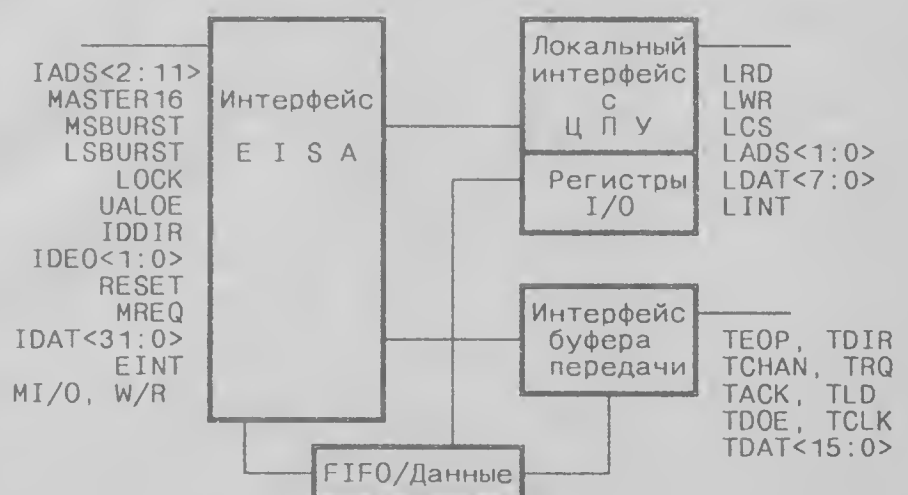 IADS<2:11>
MASTER16
MSBURST
LSBURST
LOCK
UALOE
IDDIR
IDEO<1:0>
RESET
MREQ
IDAT<31:0>
EINT
MI/O, W/R
Интерфейс
E I S A
Локальный
интерфейс
с
Ц П У
Регистры
I/O
LRD
LWR
LCS
LADS<1:0>
LDAT<7:0>
LINT
Интерфейс
буфера
передачи
TEOP, TDIR
TCHAN, TRQ
TACK, TLD
TDOE, TCLK
TDAT<15:0>
FIFO/Данные